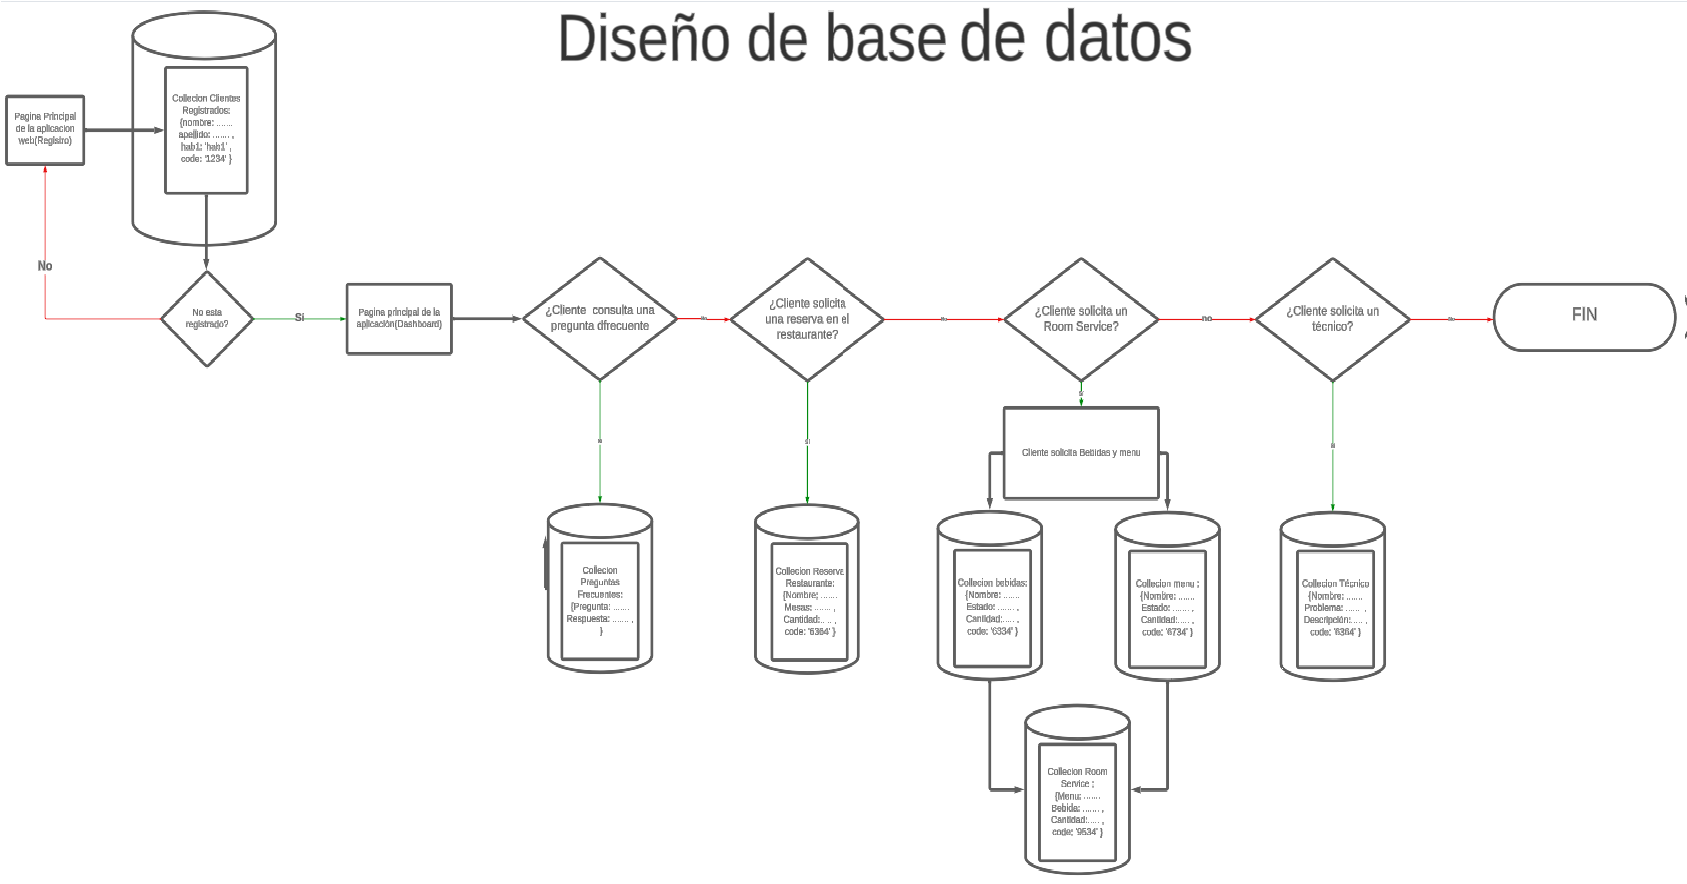 Diseño de base de datos
Pagina Principal
de la aplicacion
web(Registro)
Collecion Clientes
Registrados:
{nombre: .......
apellido: ....... ,
hab1: 'hab1' ,
code: '1234' }
No
No esta
registrado?
Sí
Pagina principal de la
aplicación(Dashboard)
¿Cliente consulta una
pregunta dfrecuente
No
¿Cliente solicita
una reserva en el
restaurante?
No
¿Cliente solicita un
Room Service?
no
¿Cliente solicita un
técnico?
No
FIN
si
si
si
si
Cliente solicita Bebidas y menu
Collecion
Preguntas
Frecuentes:
{Pregunta: .......
Respuesta: ....... ,
}
Collecion Reserva
Restaurante:
{Nombre; .......
Mesas: ....... ,
Cantidad:..... ,
code: '6364' }
Collecion bebidas:
{Nombre: .......
Estado: ....... ,
Cantidad:..... ,
code: '6334' }
Collecion menu :
{Nombre: .......
Estado: ....... ,
Cantidad:..... ,
code: '6734' }
Collecion Técnico
{Nombre: .......
Problema: ....... ,
Descripción:..... ,
code: '6364' }
Collecion Room
Service :
{Menu: .......
Bebida: ....... ,
Cantidad:..... ,
code: '9534' }